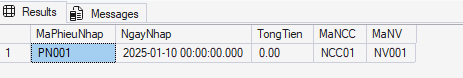 Results Messages
MaPhieuNhap NgayNhap TongTien MaNCC MaNV
1 PN001 2025-01-10 00:00:00.000 0.00 NCC01 NV001